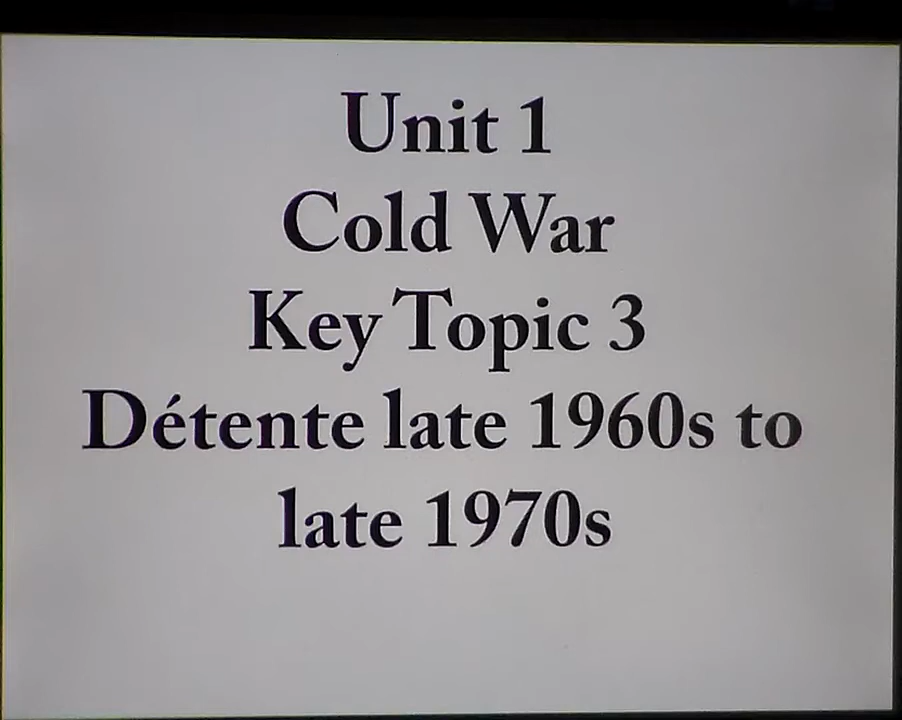 Unit 1
Cold War
Key Topic 3
Détente late 1960s to
late 1970s